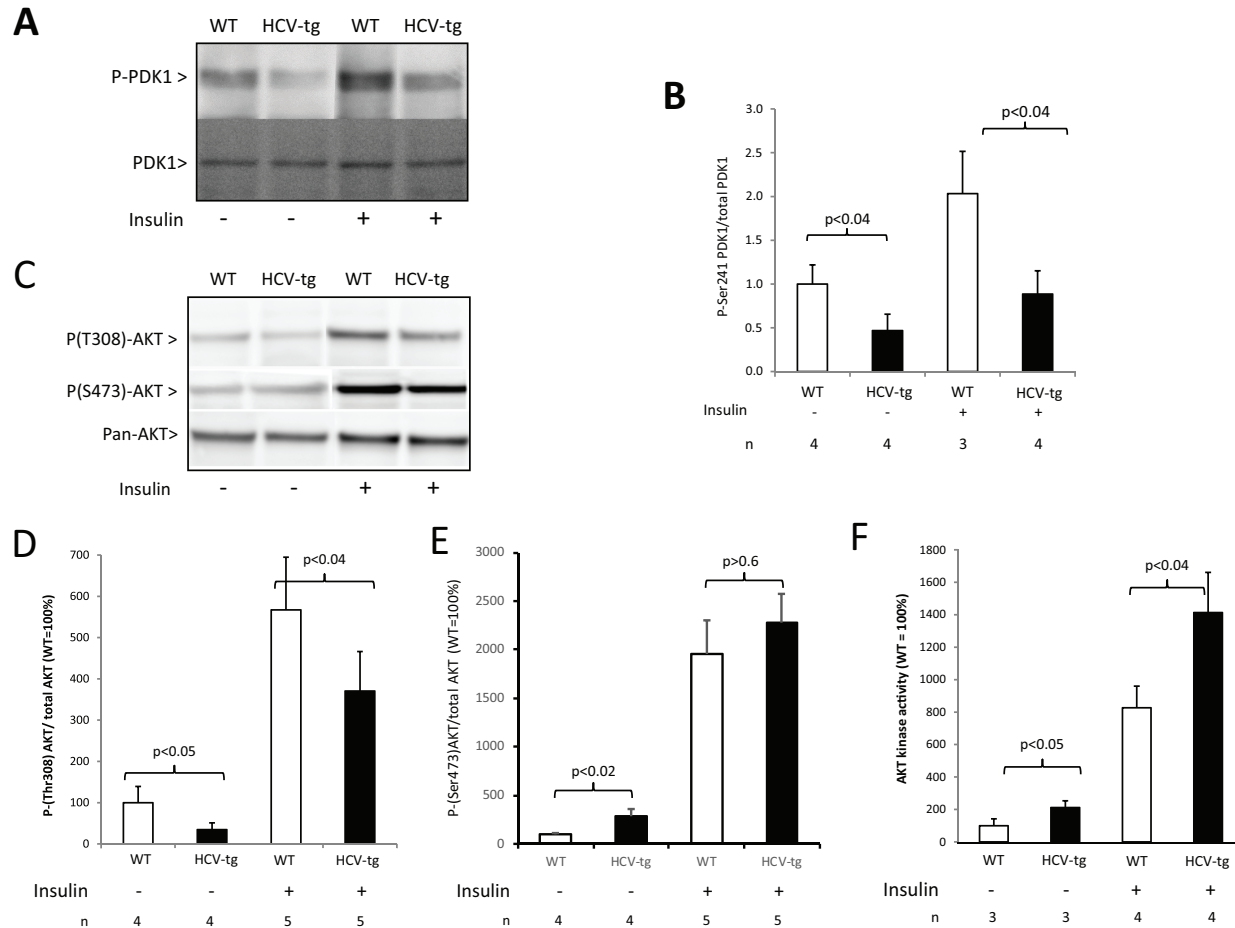 A
WT HCV-tg WT HCV-tg
P-PDK1 >
PDK1>
Insulin - - + +
B
P-Ser241 PDK1/total PDK1
3.0
2.5
2.0
1.5
1.0
0.5
0.0
p<0.04
p<0.04
WT HCV-tg WT HCV-tg
Insulin - - + +
n 4 4 3 4
C
WT HCV-tg WT HCV-tg
P(T308)-AKT >
P(S473)-AKT >
Pan-AKT>
Insulin - - + +
D
P-(Thr308) AKT/ total AKT (WT=100%)
700
600
500
400
300
200
100
0
p<0.05
p<0.04
WT HCV-tg WT HCV-tg
Insulin - - + +
n 4 4 5 5
E
P-(Ser473)AKT/total AKT (WT=100%)
3000
2500
2000
1500
1000
500
0
p<0.02
p>0.6
WT HCV-tg WT HCV-tg
Insulin - - + +
n 4 4 5 5
F
AKT kinase activity (WT = 100%)
1800
1600
1400
1200
1000
800
600
400
200
0
p<0.05
p<0.04
WT HCV-tg WT HCV-tg
Insulin - - + +
n 3 3 4 4